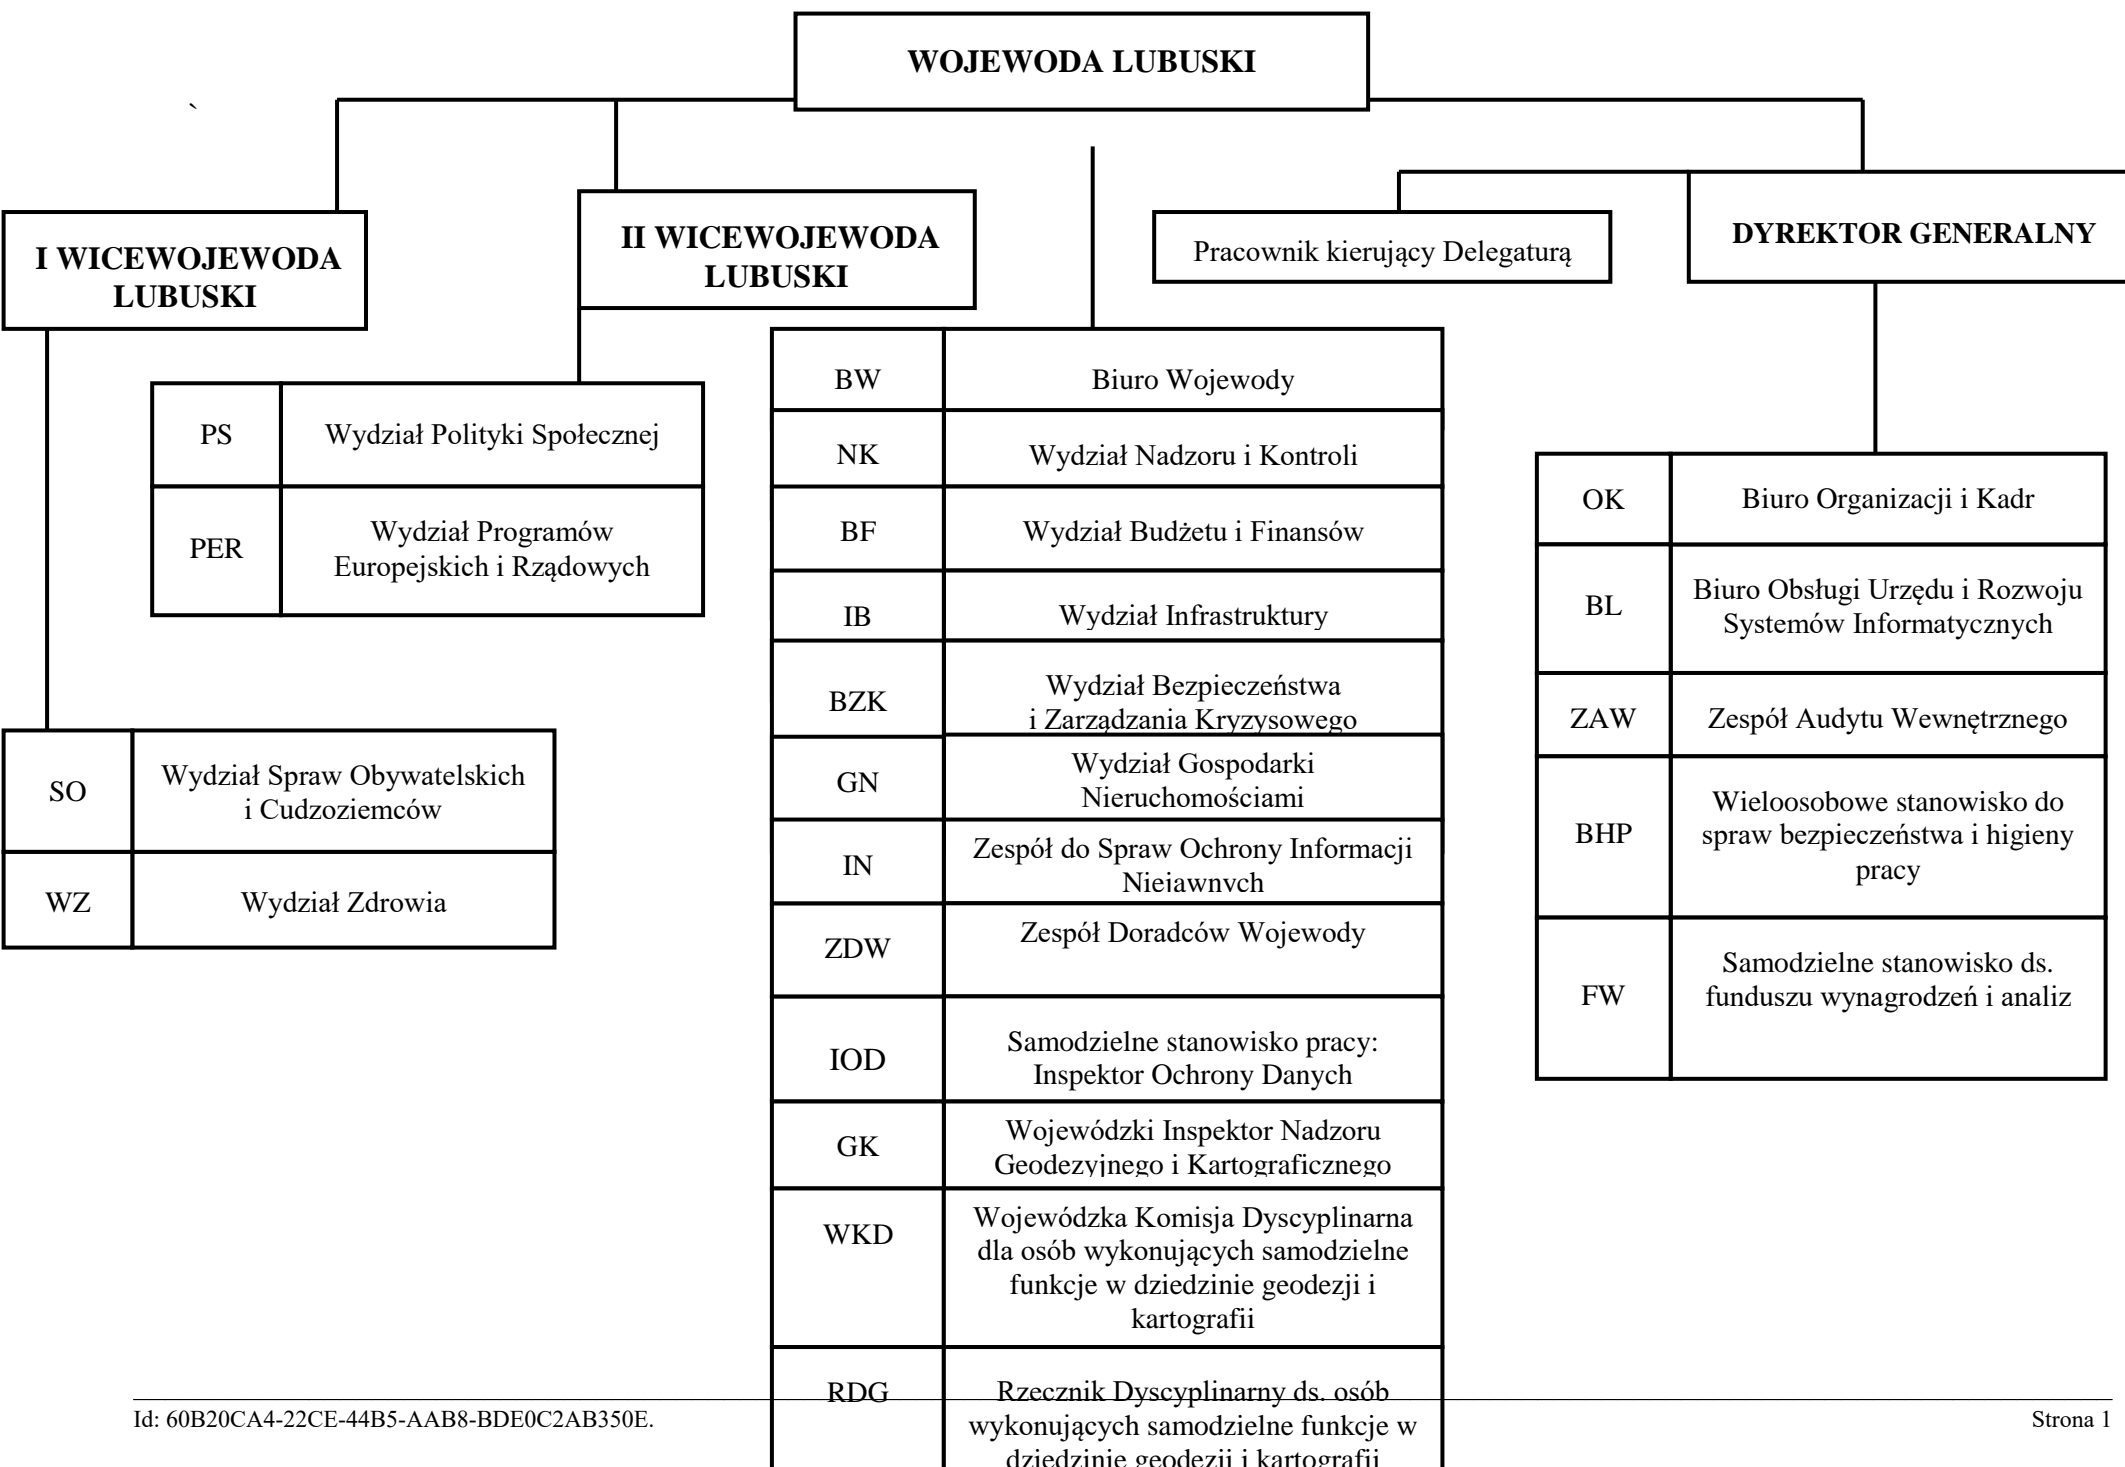 WOJEWODA LUBUSKI
`
I WICEWOJEWODA
LUBUSKI
II WICEWOJEWODA
LUBUSKI
Pracownik kierujący Delegaturą
DYREKTOR GENERALNY
PS
Wydział Polityki Społecznej
PER
Wydział Programów
Europejskich i Rządowych
SO
Wydział Spraw Obywatelskich
i Cudzoziemców
WZ
Wydział Zdrowia
BW
Biuro Wojewody
NK
Wydział Nadzoru i Kontroli
BF
Wydział Budżetu i Finansów
IB
Wydział Infrastruktury
BZK
Wydział Bezpieczeństwa
i Zarządzania Kryzysowego
GN
Wydział Gospodarki
Nieruchomościami
IN
Zespół do Spraw Ochrony Informacji
Niejawnych
ZDW
Zespół Doradców Wojewody
IOD
Samodzielne stanowisko pracy:
Inspektor Ochrony Danych
GK
Wojewódzki Inspektor Nadzoru
Geodezyjnego i Kartograficznego
WKD
Wojewódzka Komisja Dyscyplinarna
dla osób wykonujących samodzielne
funkcje w dziedzinie geodezji i
kartografii
RDG
Rzecznik Dyscyplinarny ds. osób
wykonujących samodzielne funkcje w
dziedzinie geodezji i kartografii
OK
Biuro Organizacji i Kadr
BL
Biuro Obsługi Urzędu i Rozwoju
Systemów Informatycznych
ZAW
Zespół Audytu Wewnętrznego
BHP
Wieloosobowe stanowisko do
spraw bezpieczeństwa i higieny
pracy
FW
Samodzielne stanowisko ds.
funduszu wynagrodzeń i analiz
Id: 60B20CA4-22CE-44B5-AAB8-BDE0C2AB350E.
Strona 1